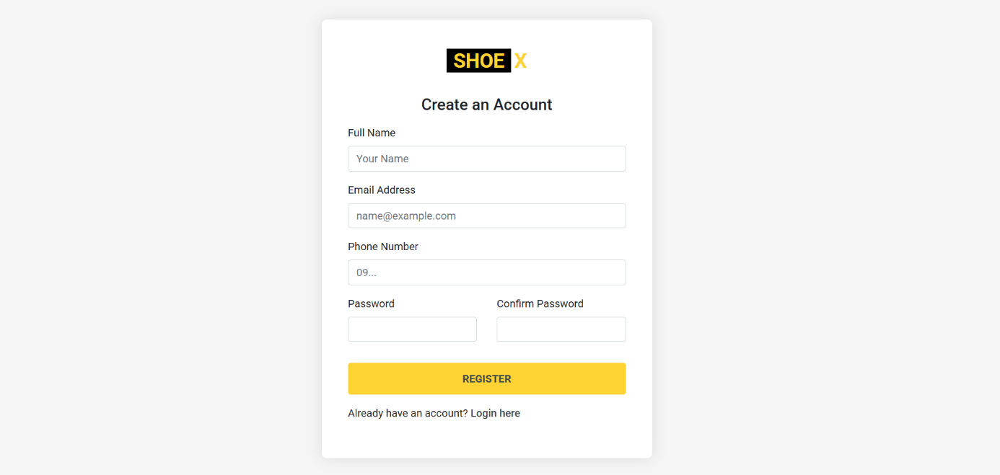 SHOE X
Create an Account
Full Name
Your Name
Email Address
name@example.com
Phone Number
09...
Password Confirm Password
REGISTER
Already have an account? Login here